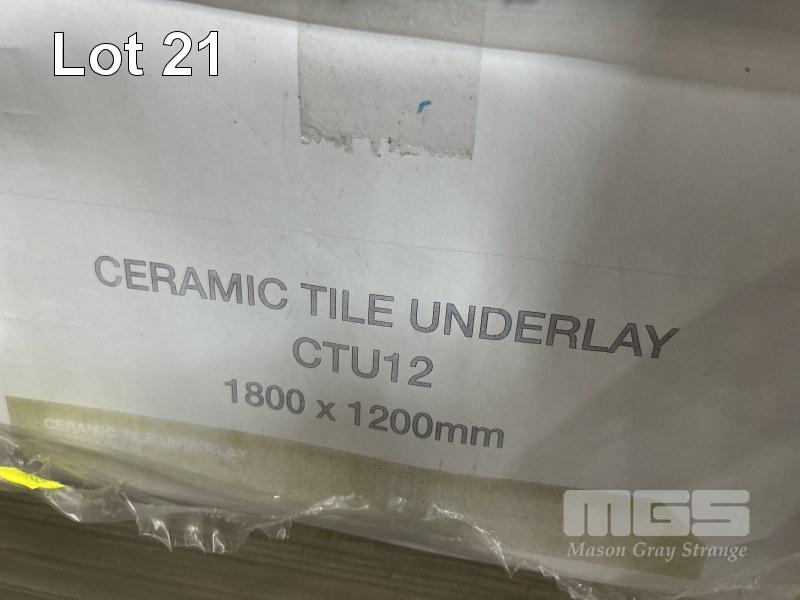 Lot 21
CERAMIC TILE UNDERLAY
CTU12
1800 x 1200mm
CERAMIC TILE UNDERLAY
MGS
Mason Gray Strange